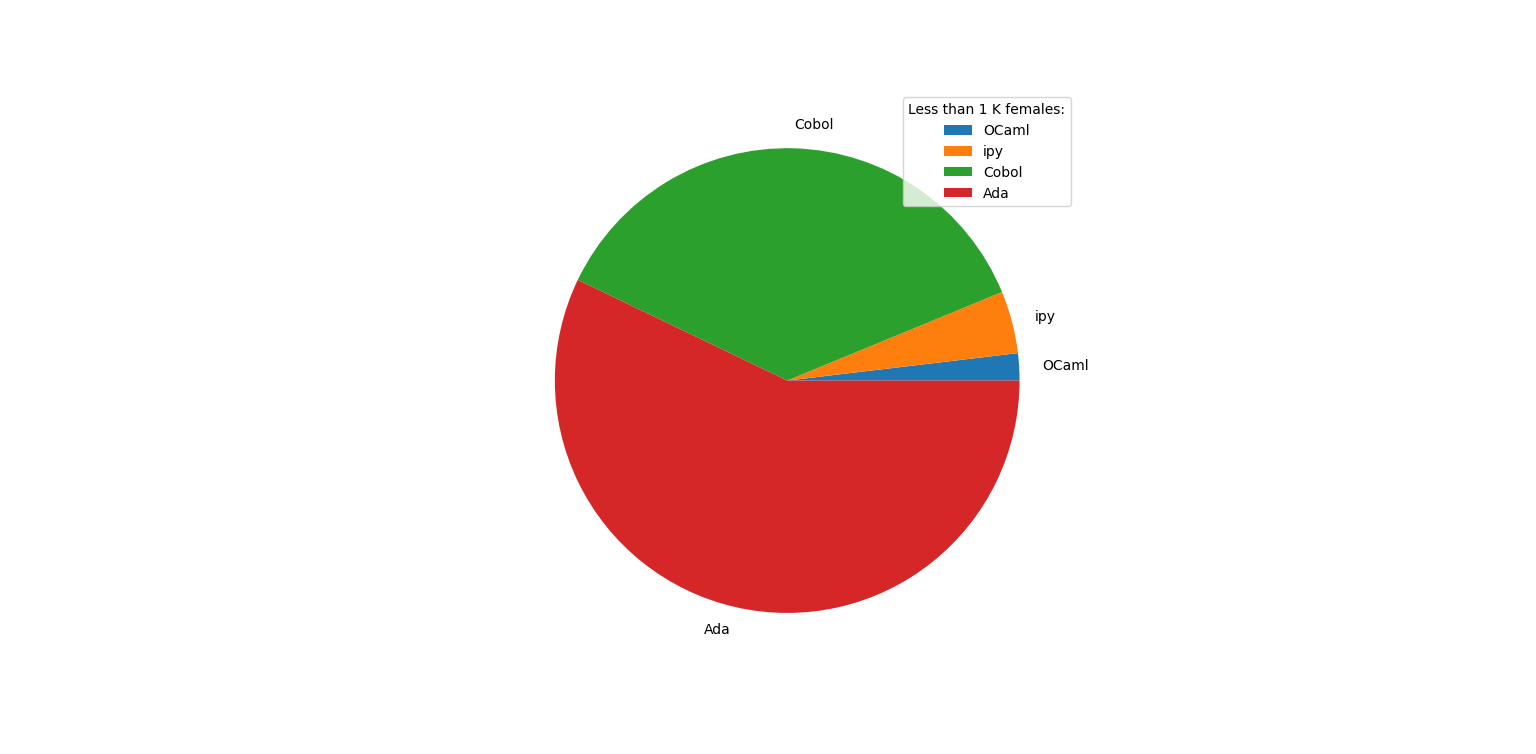 Less than 1 K females:
OCaml
ipy
Cobol
Ada
Cobol
ipy
OCaml
Ada